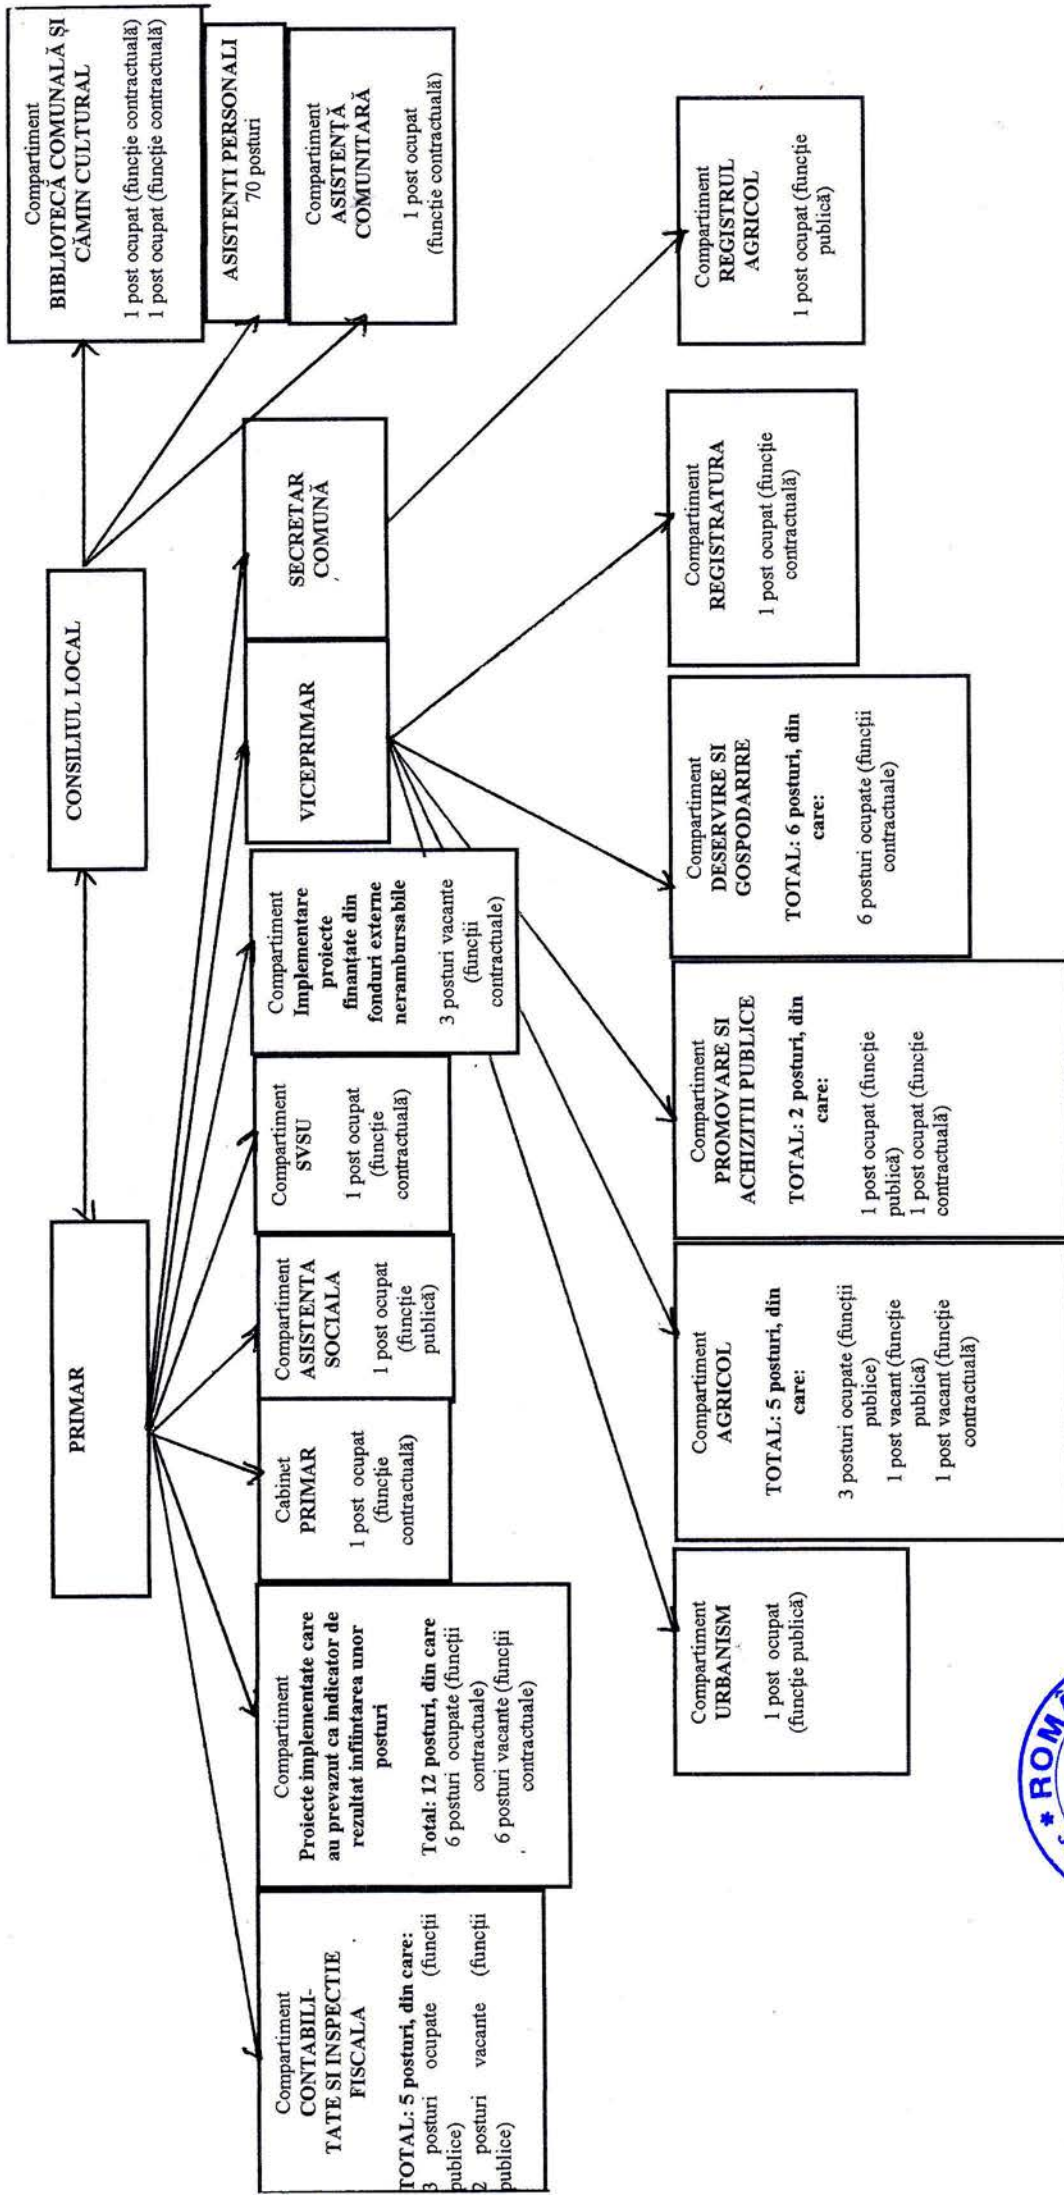 PRIMAR
CONSILIUL LOCAL
Compartiment
BIBLIOTECĂ COMUNALĂ ȘI
CĂMIN CULTURAL
1 post ocupat (funcție contractuală)
1 post ocupat (funcție contractuală)
ASISTENTI PERSONALI
70 posturi
Compartiment
ASISTENȚĂ
COMUNITARĂ
1 post ocupat
(funcție contractuală)
Compartiment
CONTABILI-
TATE SI INSPECTIE
FISCALA
TOTAL: 5 posturi, din care:
3 posturi ocupate (funcții
publice)
2 posturi vacante (funcții
publice)
Compartiment
Proiecte implementate care
au prevazut ca indicator de
rezultat infiintarea unor
posturi
Total: 12 posturi, din care
6 posturi ocupate (funcții
contractuale)
6 posturi vacante (funcții
contractuale)
Cabinet
PRIMAR
1 post ocupat
(funcție
contractuală)
Compartiment
ASISTENTA
SOCIALA
1 post ocupat
(funcție
publică)
Compartiment
SVSU
1 post ocupat
(funcție
contractuală)
Compartiment
Implementare
proiecte
finanțate din
fonduri externe
nerambursabile
3 posturi vacante
(funcții
contractuale)
VICEPRIMAR
SECRETAR
COMUNĂ
Compartiment
URBANISM
1 post ocupat
(funcție publică)
Compartiment
AGRICOL
TOTAL: 5 posturi, din
care:
3 posturi ocupate (funcții
publice)
1 post vacant (funcție
publică)
1 post vacant (funcție
contractuală)
Compartiment
PROMOVARE SI
ACHIZITII PUBLICE
TOTAL: 2 posturi, din
care:
1 post ocupat (funcție
publică)
1 post ocupat (funcție
contractuală)
Compartiment
DESERVIRE SI
GOSPODARIRE
TOTAL: 6 posturi, din
care:
6 posturi ocupate (funcții
contractuale)
Compartiment
REGISTRATURA
1 post ocupat (funcție
contractuală)
Compartiment
REGISTRUL
AGRICOL
1 post ocupat (funcție
publică)
* ROMÂ